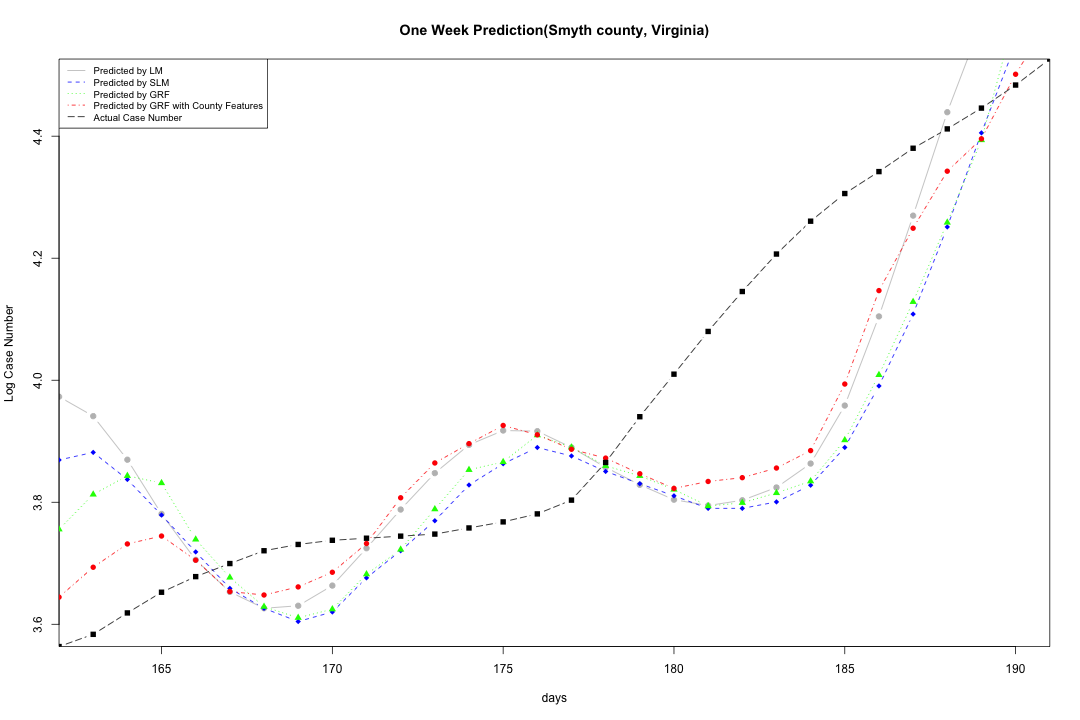 One Week Prediction(Smyth county, Virginia)
Predicted by LM
Predicted by SLM
Predicted by GRF
Predicted by GRF with County Features
Actual Case Number
4.4
4.2
4.0
3.8
3.6
Log Case Number
165 170 175 180 185 190
days